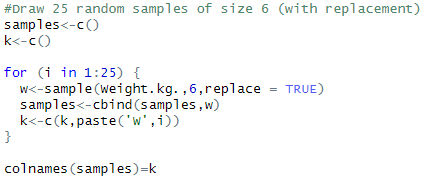 #Draw 25 random samples of size 6 (with replacement)
samples<-c()
k<-c()
for (i in 1:25) {
w<-sample(Weight.kg.,6,replace = TRUE)
samples<-cbind(samples,w)
k<-c(k,paste('w',i))
}
colnames(samples)=k